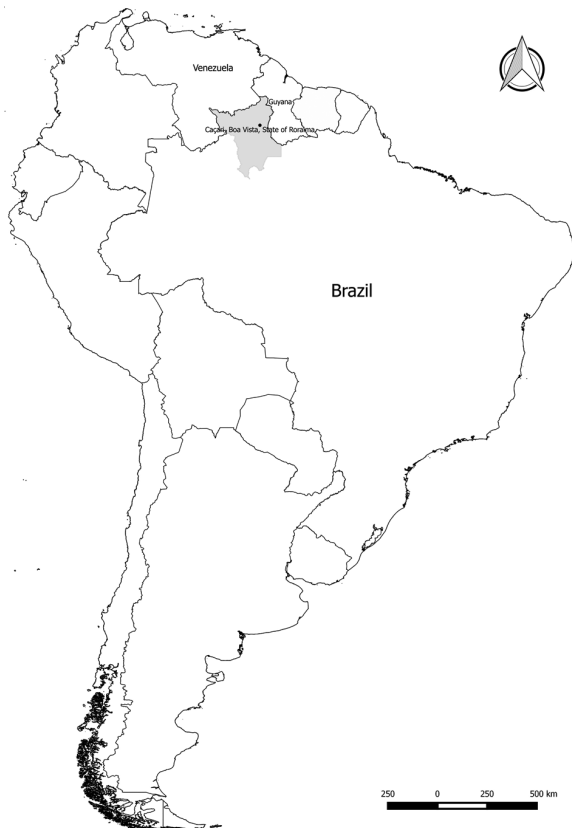 Venezuela
Guyana
Caçari, Boa Vista, State of Roraima
Brazil
250 0 250 500 km